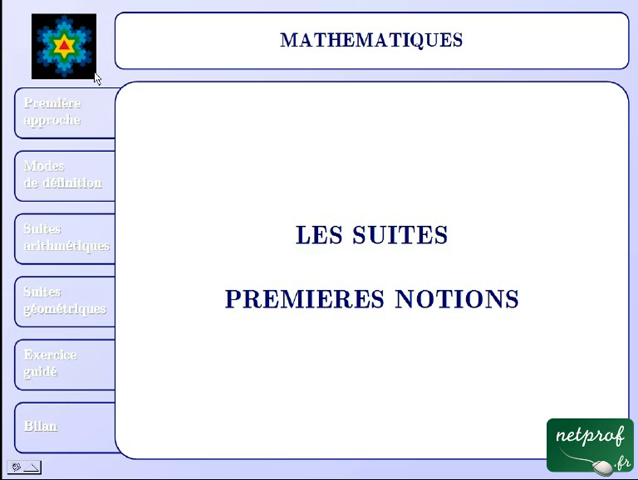 MATHEMATIQUES
Première
approche
Modes
de définition
Suites
arithmétiques
Suites
géométriques
Exercice
guidé
Bilan
LES SUITES
PREMIERES NOTIONS
netprof
.fr